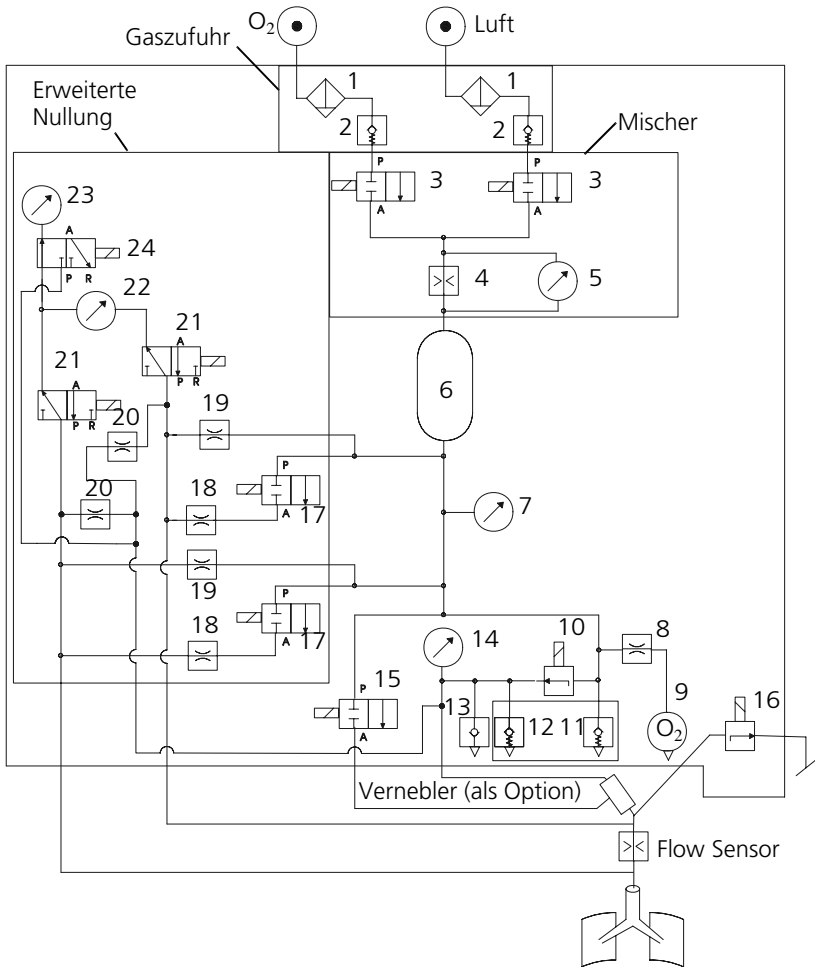 O₂
Luft
Gaszufuhr
1
1
Erweiterte
Nullung
2
2
Mischer
P
P
3
3
A
A
23
A
24
P R
4
5
22
21
A
P R
21
A
P R
6
20
19
P
18
17
A
7
20
19
P
18
17
A
14
10
8
15
P
A
13
12
11
9
O₂
16
Vernebler (als Option)
Flow Sensor